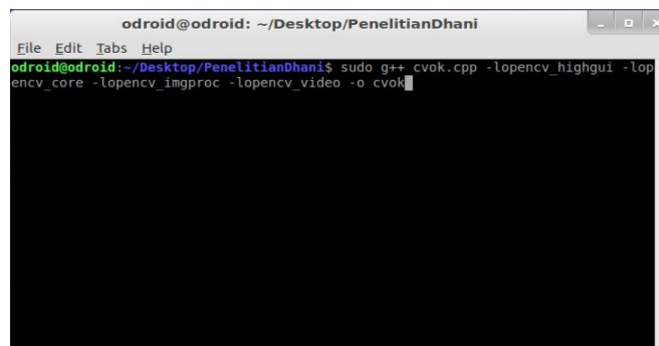 odroid@odroid: ~/Desktop/PenelitianDhani
File Edit Tabs Help
odroid@odroid:~/Desktop/PenelitianDhani$ sudo g++ cvok.cpp -lopencv_highgui -lop
encv_core -lopencv_imgproc -lopencv_video -o cvok